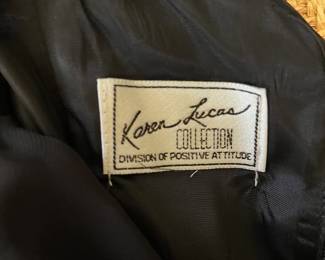 Karen Lucas
COLLECTION
DIVISION OF POSITIVE ATTITUDE